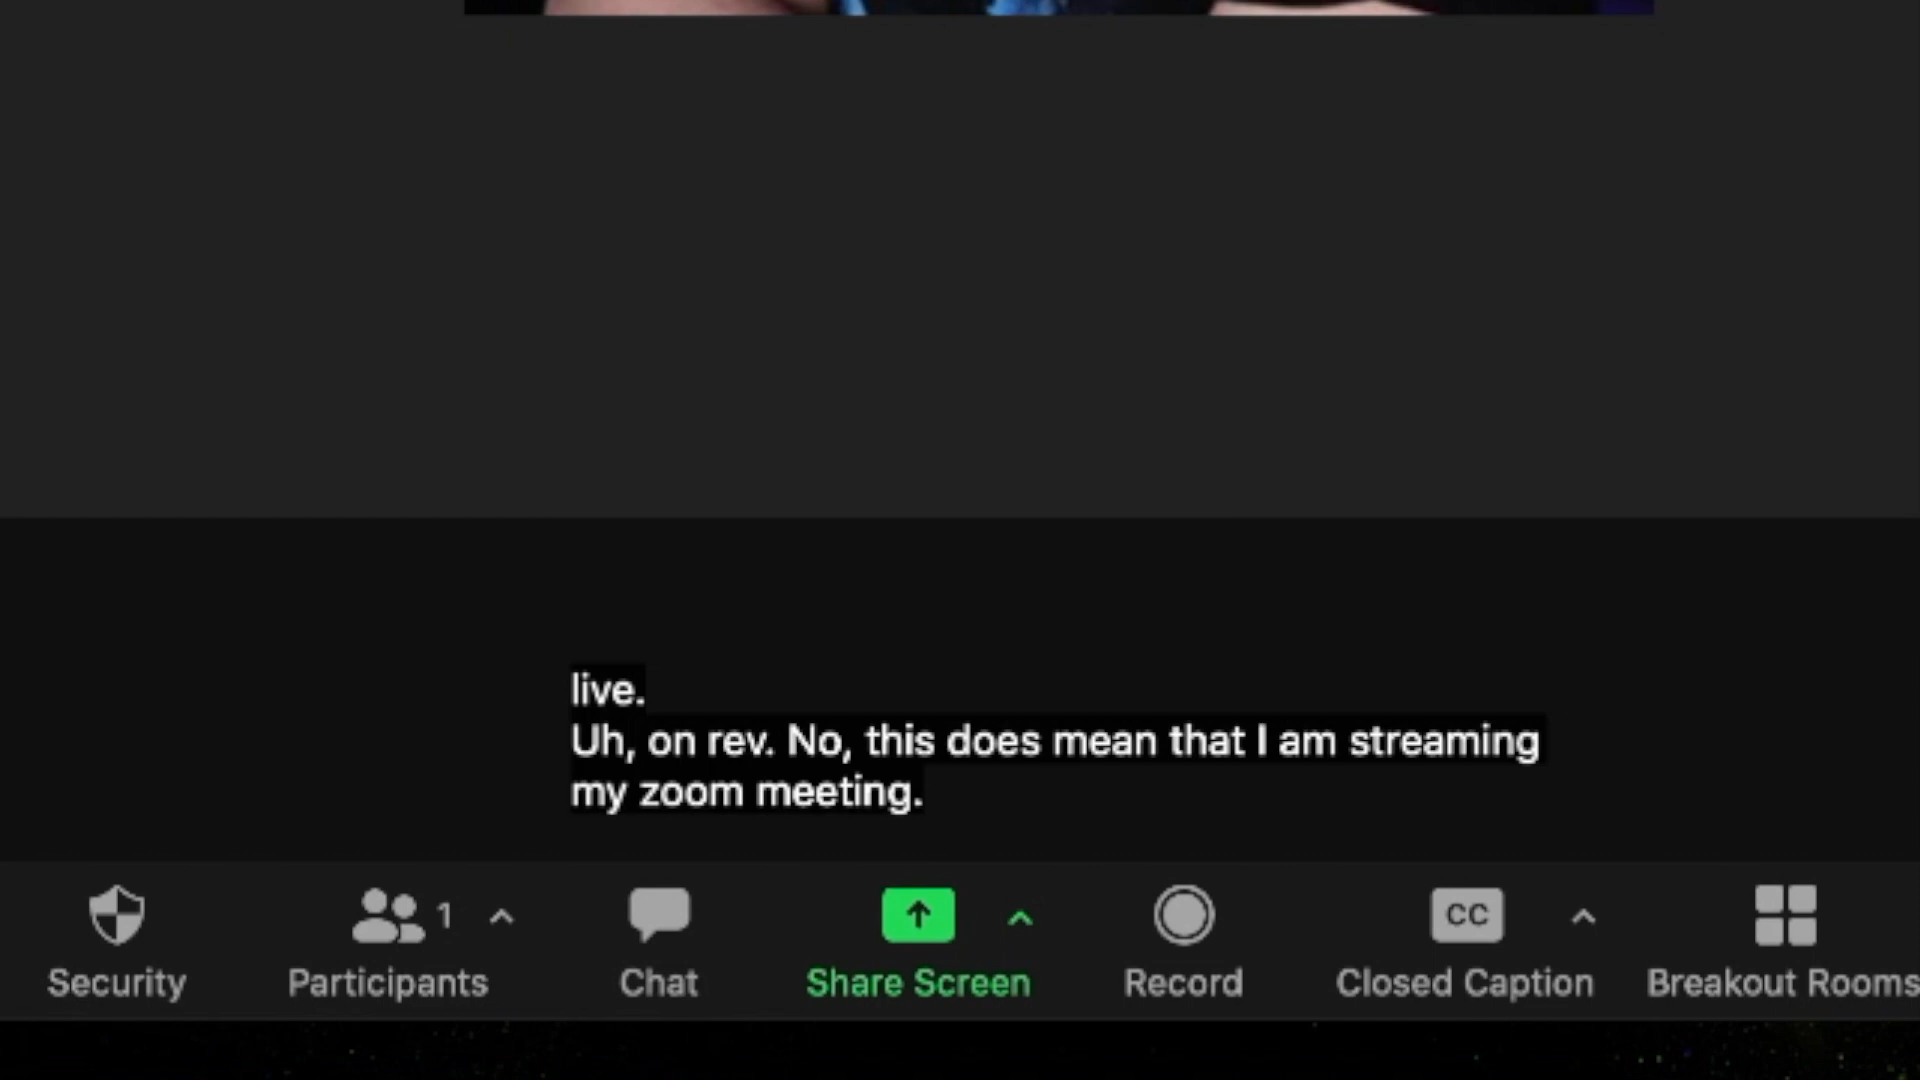 live.
Uh, on rev. No, this does mean that I am streaming
my zoom meeting.
1
CC
Security
Participants
Chat
Share Screen
Record
Closed Caption
Breakout Rooms